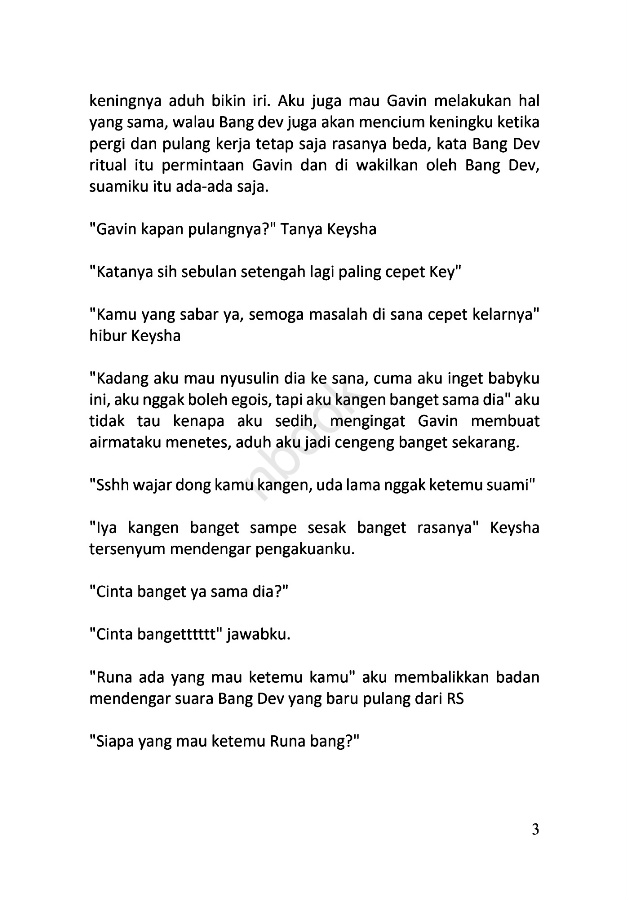 keningnya aduh bikin iri. Aku juga mau Gavin melakukan hal
yang sama, walau Bang dev juga akan mencium keningku ketika
pergi dan pulang kerja tetap saja rasanya beda, kata Bang Dev
ritual itu permintaan Gavin dan di wakilkan oleh Bang Dev,
suamiku itu ada-ada saja.
"Gavin kapan pulangnya?" Tanya Keysha
"Katanya sih sebulan setengah lagi paling cepet Key"
"Kamu yang sabar ya, semoga masalah di sana cepet kelarnya"
hibur Keysha
"Kadang aku mau nyusulin dia ke sana, cuma aku inget babyku
ini, aku nggak boleh egois, tapi aku kangen banget sama dia" aku
tidak tau kenapa aku sedih, mengingat Gavin membuat
airmataku menetes, aduh aku jadi cengeng banget sekarang.
"Sshh wajar dong kamu kangen, uda lama nggak ketemu suami"
"Iya kangen banget sampe sesak banget rasanya" Keysha
tersenyum mendengar pengakuanku.
"Cinta banget ya sama dia?"
"Cinta bangetttttt" jawabku.
"Runa ada yang mau ketemu kamu" aku membalikkan badan
mendengar suara Bang Dev yang baru pulang dari RS
"Siapa yang mau ketemu Runa bang?"
3
nbook